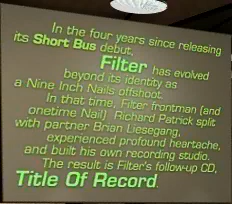 In the four years since releasing
its Short Bus debut,
Filter has evolved
beyond its identity as
a Nine Inch Nails offshoot.
In that time, Filter frontman (and
onetime Nail) Richard Patrick split
with partner Brian Liesegang,
experienced profound heartache,
and built his own recording studio.
The result is Filter's follow-up CD,
Title Of Record.